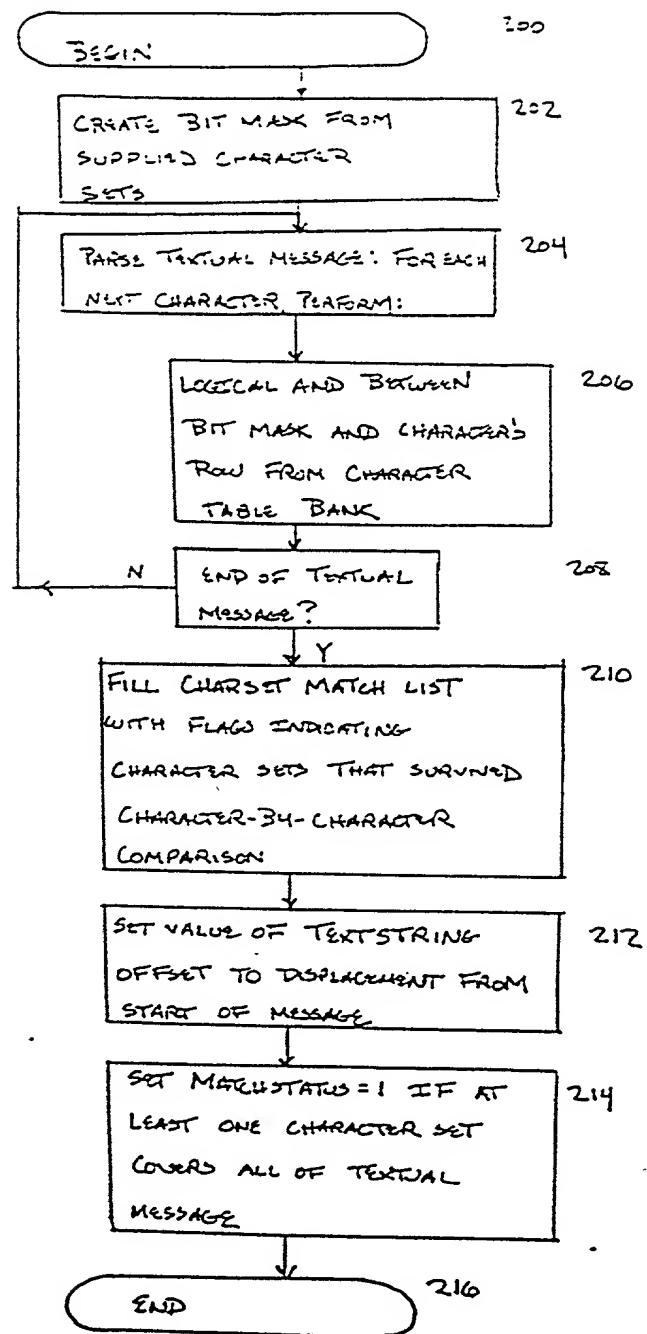 200
BEGIN
202
CREATE BIT MASK FROM
SUPPLIED CHARACTER
SETS
204
PARSE TEXTUAL MESSAGE: FOR EACH
NEXT CHARACTER PERFORM:
206
LOGICAL AND BETWEEN
BIT MASK AND CHARACTER'S
ROW FROM CHARACTER
TABLE BANK
208
END OF TEXTUAL
MESSAGE?
N
Y
210
FILL CHARSET MATCH LIST
WITH FLAGS INDICATING
CHARACTER SETS THAT SURVIVED
CHARACTER-BY-CHARACTER
COMPARISON
212
SET VALUE OF TEXTSTRING
OFFSET TO DISPLACEMENT FROM
START OF MESSAGE
214
SET MATCHSTATUS = 1 IF AT
LEAST ONE CHARACTER SET
COVERS ALL OF TEXTUAL
MESSAGE
216
END